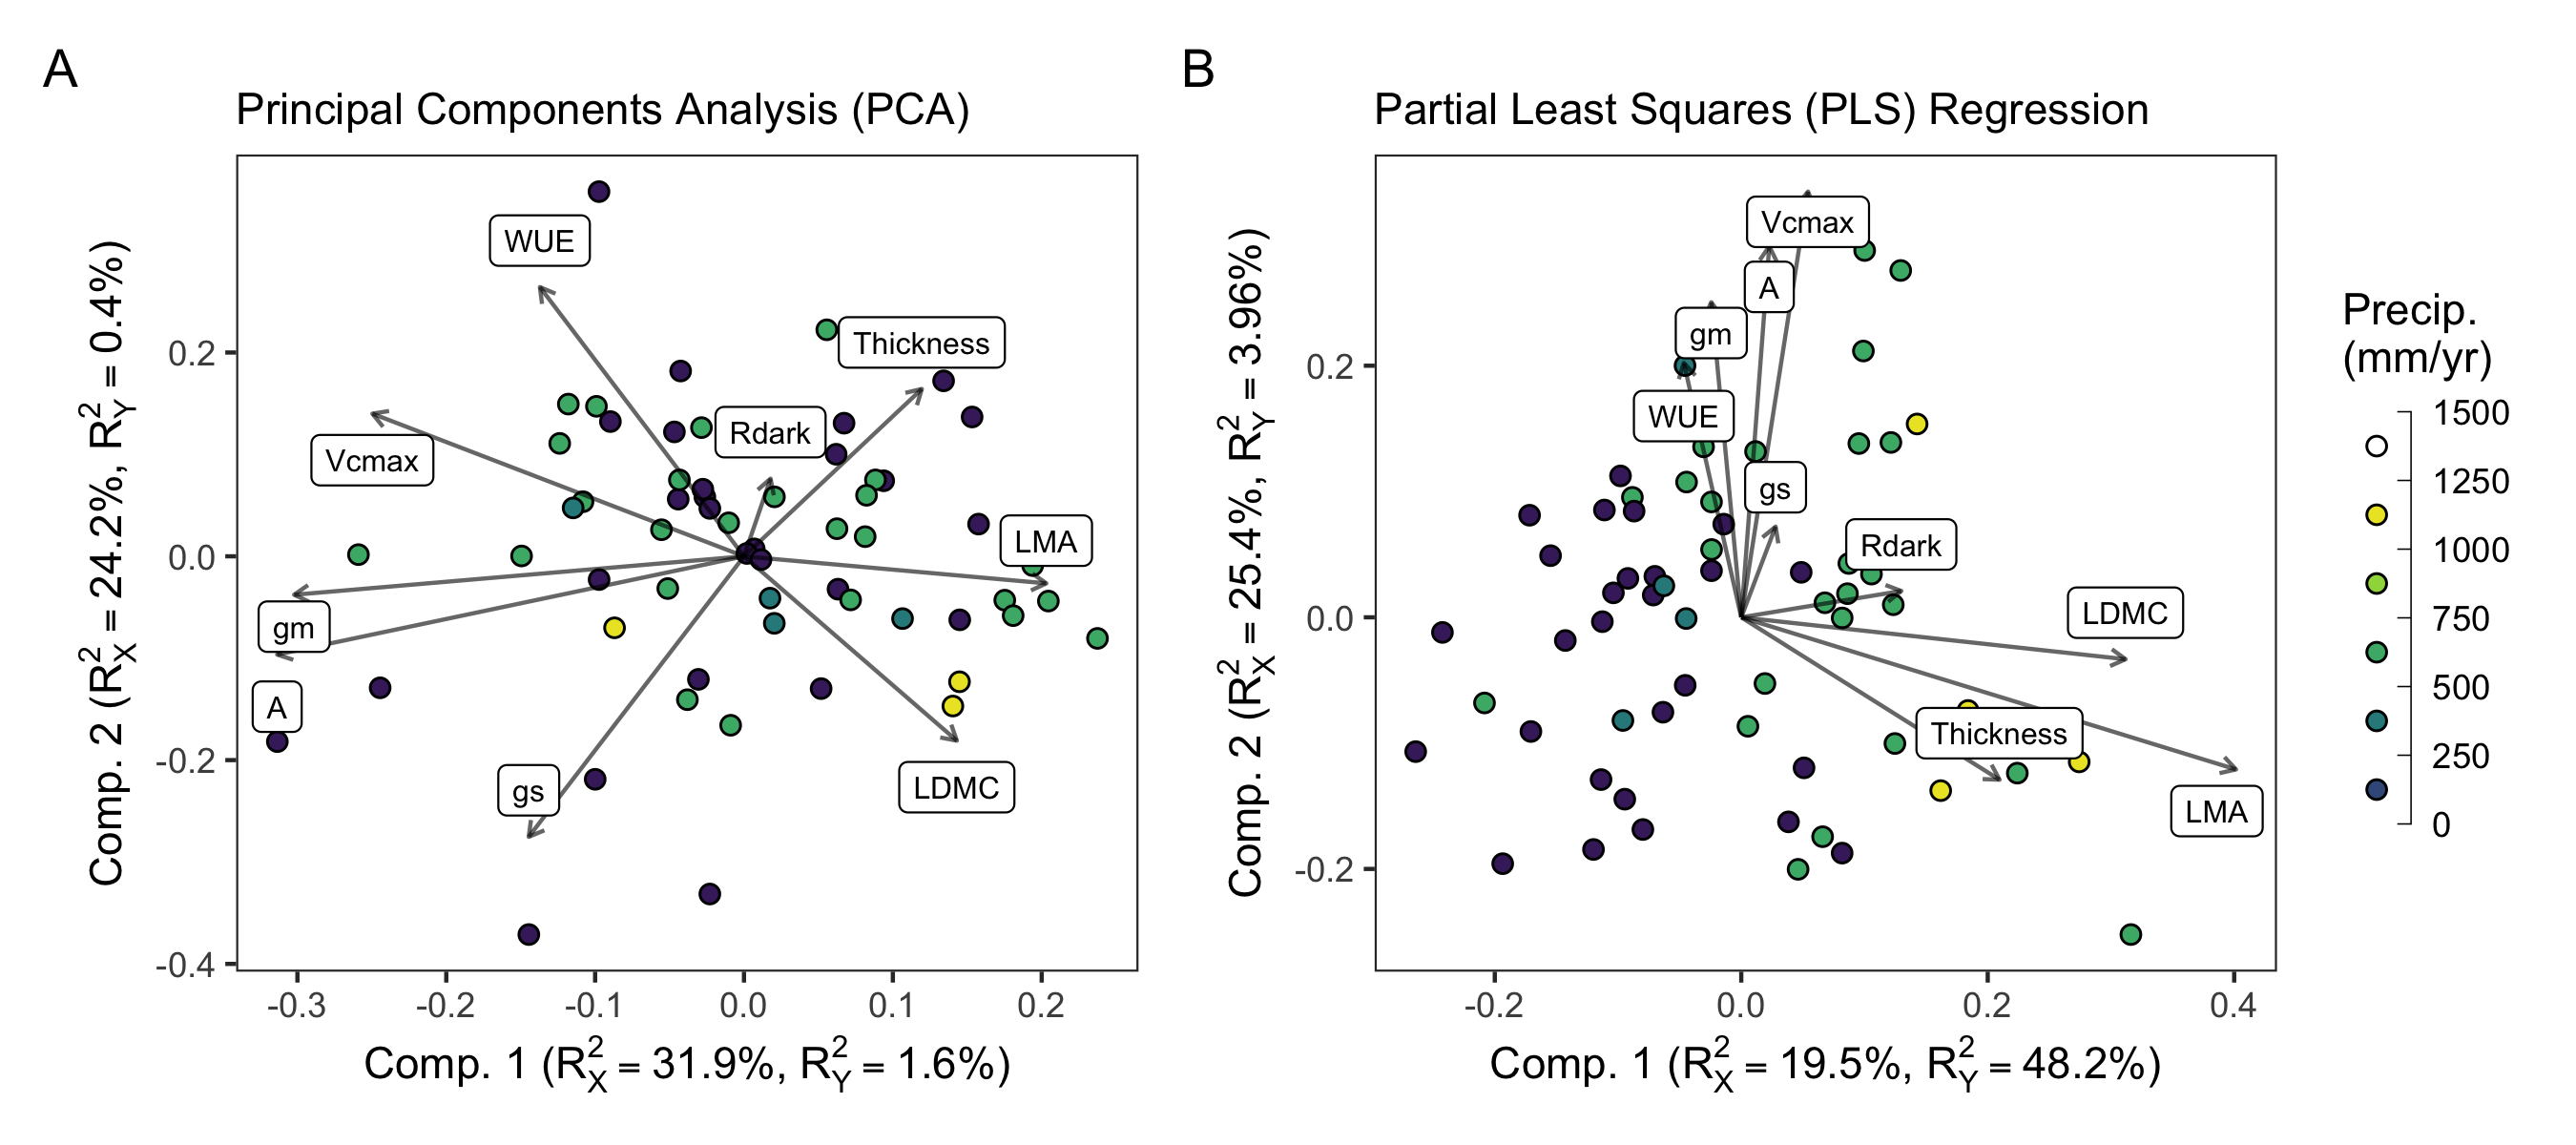 A
Principal Components Analysis (PCA)
Comp. 2 (R²X = 24.2%, R²Y = 0.4%)
0.2
0.0
-0.2
-0.4
WUE
Thickness
Rdark
Vcmax
LMA
gm
A
gs
LDMC
-0.3 -0.2 -0.1 0.0 0.1 0.2
Comp. 1 (R²X = 31.9%, R²Y = 1.6%)
B
Partial Least Squares (PLS) Regression
Comp. 2 (R²X = 25.4%, R²Y = 3.96%)
0.2
0.0
-0.2
Vcmax
A
gm
WUE
gs
Rdark
LDMC
Thickness
LMA
-0.2 0.0 0.2 0.4
Comp. 1 (R²X = 19.5%, R²Y = 48.2%)
Precip.
(mm/yr)
1500
1250
1000
750
500
250
0